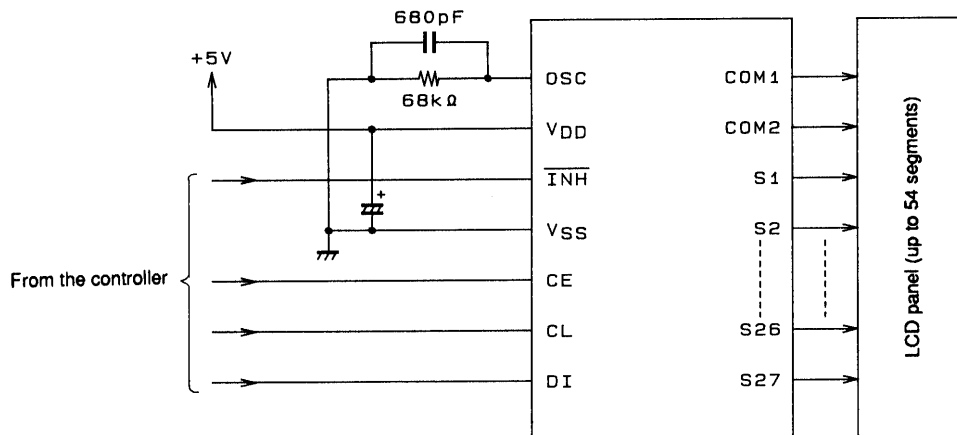 680pF
+5V
68kΩ
OSC
VDD
INH
VSS
CE
CL
DI
From the controller
COM1
COM2
S1
S2
S26
S27
LCD panel (up to 54 segments)
+